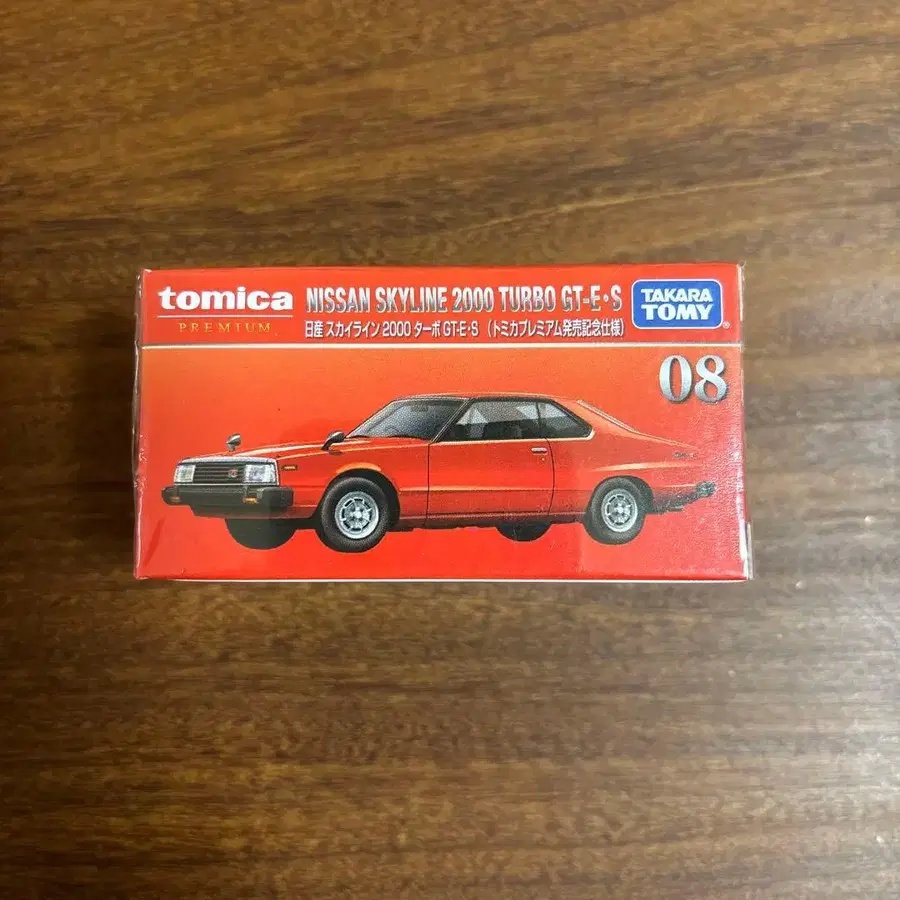 tomica
PREMIUM
NISSAN SKYLINE 2000 TURBO GT-E・S
日産 スカイライン 2000 ターボ GT-E・S （トミカプレミアム発売記念仕様）
TAKARA
TOMY
®
08